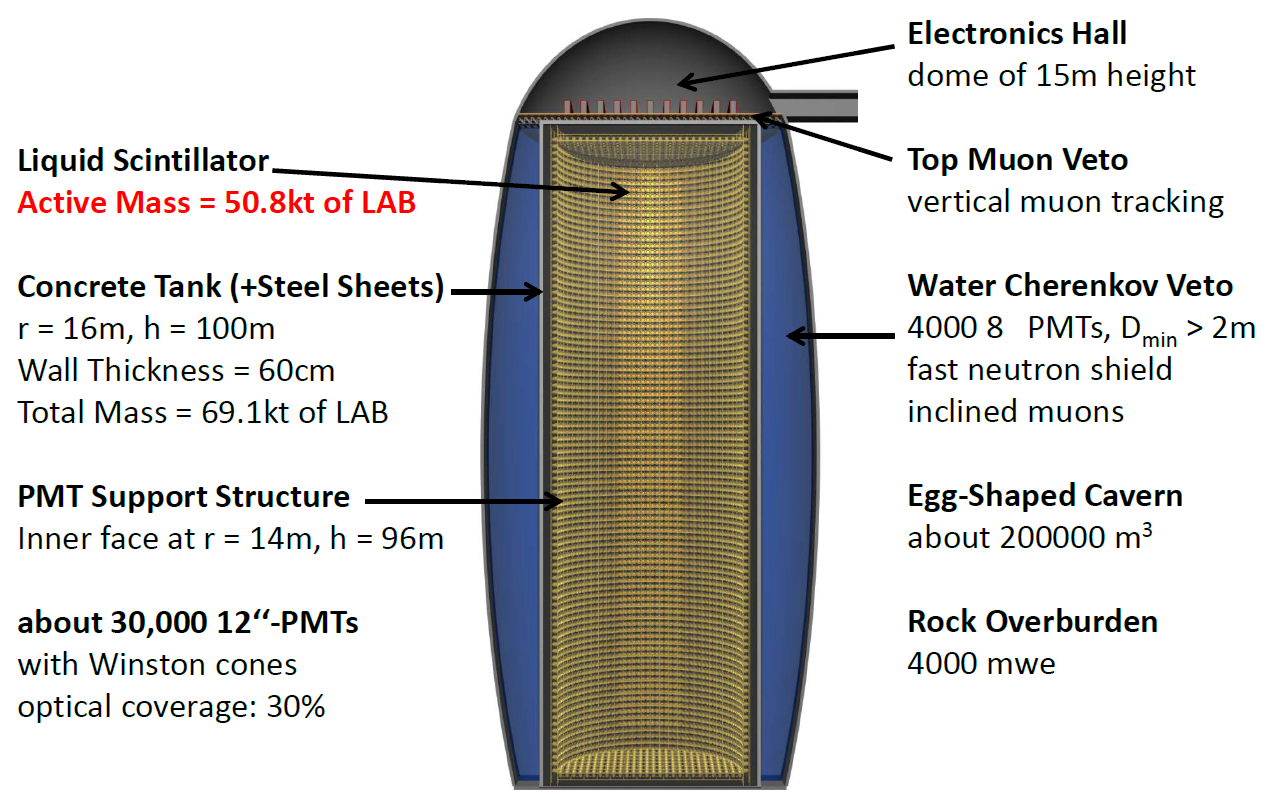 Electronics Hall
dome of 15m height
Liquid Scintillator
Active Mass = 50.8kt of LAB
Top Muon Veto
vertical muon tracking
Concrete Tank (+Steel Sheets)
r = 16m, h = 100m
Wall Thickness = 60cm
Total Mass = 69.1kt of LAB
Water Cherenkov Veto
4000 8   PMTs, Dmin > 2m
fast neutron shield
inclined muons
PMT Support Structure
Inner face at r = 14m, h = 96m
Egg-Shaped Cavern
about 200000 m³
about 30,000 12“-PMTs
with Winston cones
optical coverage: 30%
Rock Overburden
4000 mwe